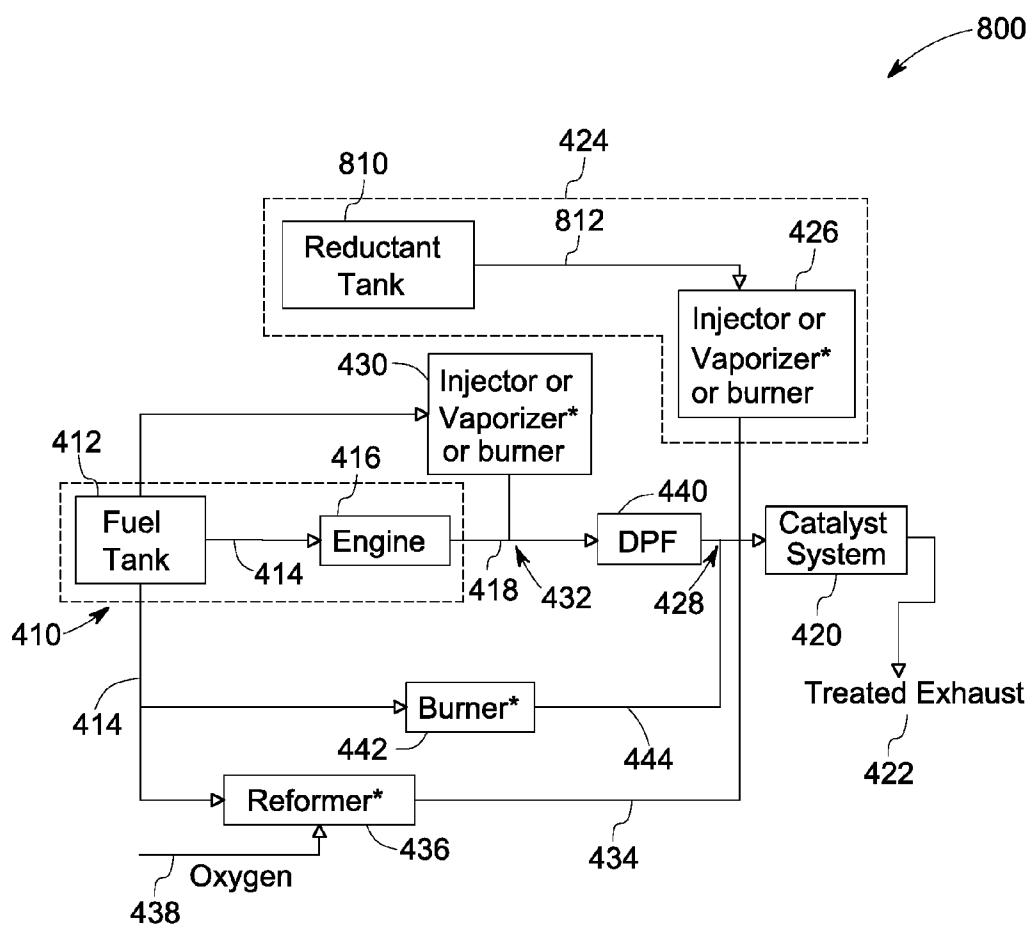 800
424
810
812
426
Reductant
Tank
Injector or
Vaporizer*
or burner
430
Injector or
Vaporizer*
or burner
412
416
440
Fuel
Tank
Engine
DPF
Catalyst
System
414
418
432
428
420
410
Treated Exhaust
422
Burner*
414
442
444
Reformer*
436
434
Oxygen
438